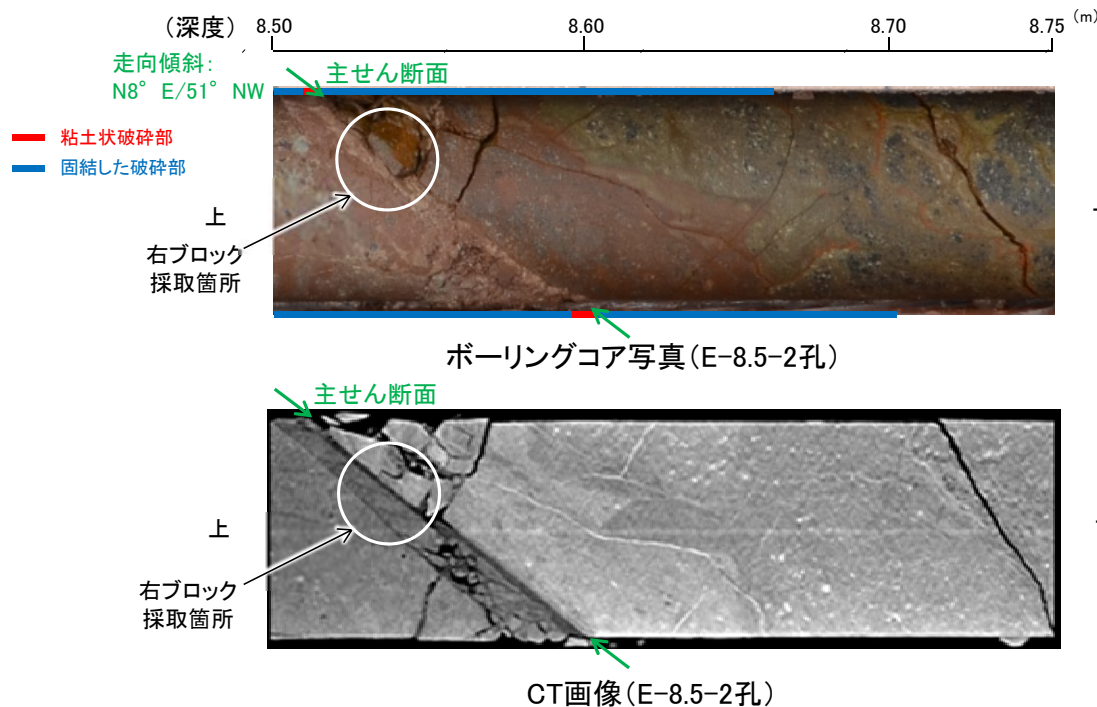 (深度) 8.50 8.60 8.70 8.75 (m)
走向傾斜:
N8°E/51°NW
主せん断面
粘土状破砕部
固結した破砕部
上
右ブロック
採取箇所
ボーリングコア写真(E-8.5-2孔)
主せん断面
上
右ブロック
採取箇所
CT画像(E-8.5-2孔)